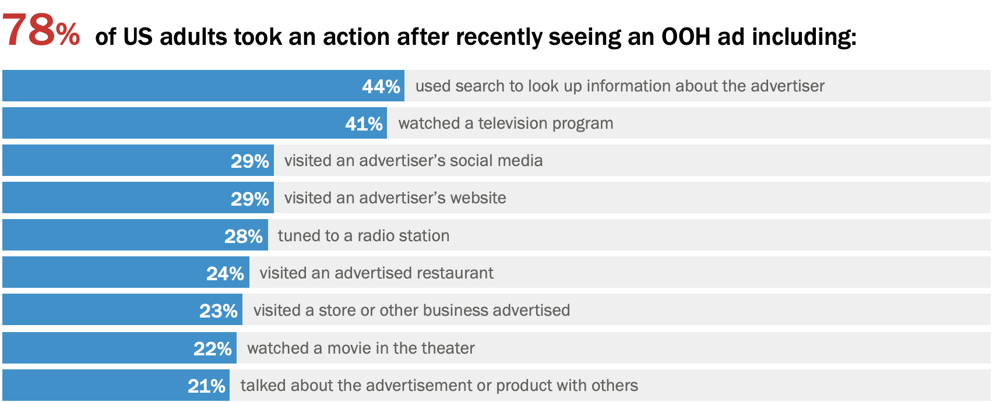 78% of US adults took an action after recently seeing an OOH ad including:
44% used search to look up information about the advertiser
41% watched a television program
29% visited an advertiser’s social media
29% visited an advertiser’s website
28% tuned to a radio station
24% visited an advertised restaurant
23% visited a store or other business advertised
22% watched a movie in the theater
21% talked about the advertisement or product with others